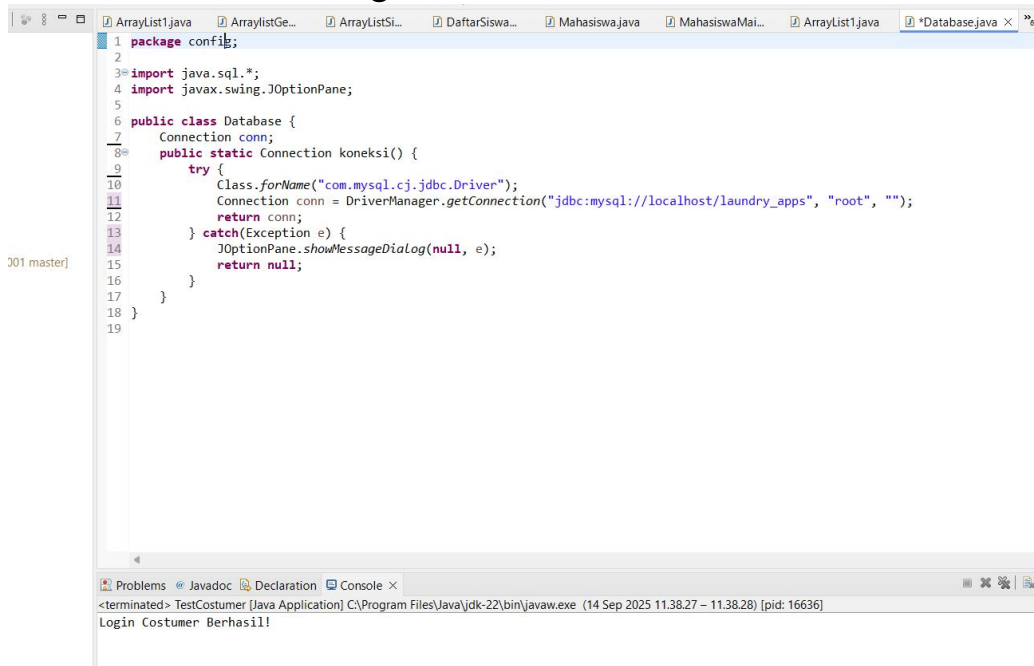 ArrayList1.java ArraylistGe... ArrayListSi... DaftarSiswa... Mahasiswa.java MahasiswaMai... ArrayList1.java *Database.java
1 package config;
2
3 import java.sql.*;
4 import javax.swing.JOptionPane;
5
6 public class Database {
7 Connection conn;
8 public static Connection koneksi() {
9 try {
10 Class.forName("com.mysql.cj.jdbc.Driver");
11 Connection conn = DriverManager.getConnection("jdbc:mysql://localhost/laundry_apps", "root", "");
12 return conn;
13 } catch(Exception e) {
14 JOptionPane.showMessageDialog(null, e);
15 return null;
16 }
17 }
18 }
19
001 master]
Problems Javadoc Declaration Console
<terminated> TestCostumer [Java Application] C:\Program Files\Java\jdk-22\bin\javaw.exe (14 Sep 2025 11.38.27 – 11.38.28) [pid: 16636]
Login Costumer Berhasil!